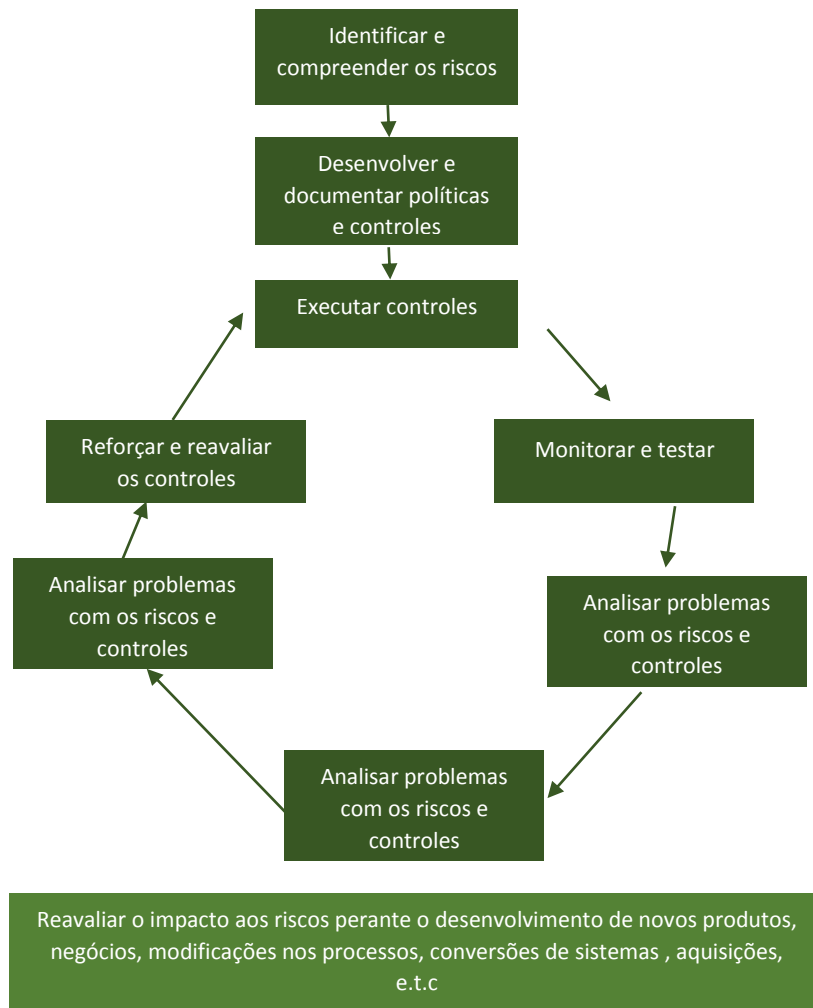 Identificar e
compreender os riscos
Desenvolver e
documentar políticas
e controles
Executar controles
Reforçar e reavaliar
os controles
Monitorar e testar
Analisar problemas
com os riscos e
controles
Analisar problemas
com os riscos e
controles
Analisar problemas
com os riscos e
controles
Reavaliar o impacto aos riscos perante o desenvolvimento de novos produtos,
negócios, modificações nos processos, conversões de sistemas , aquisições,
e.t.c